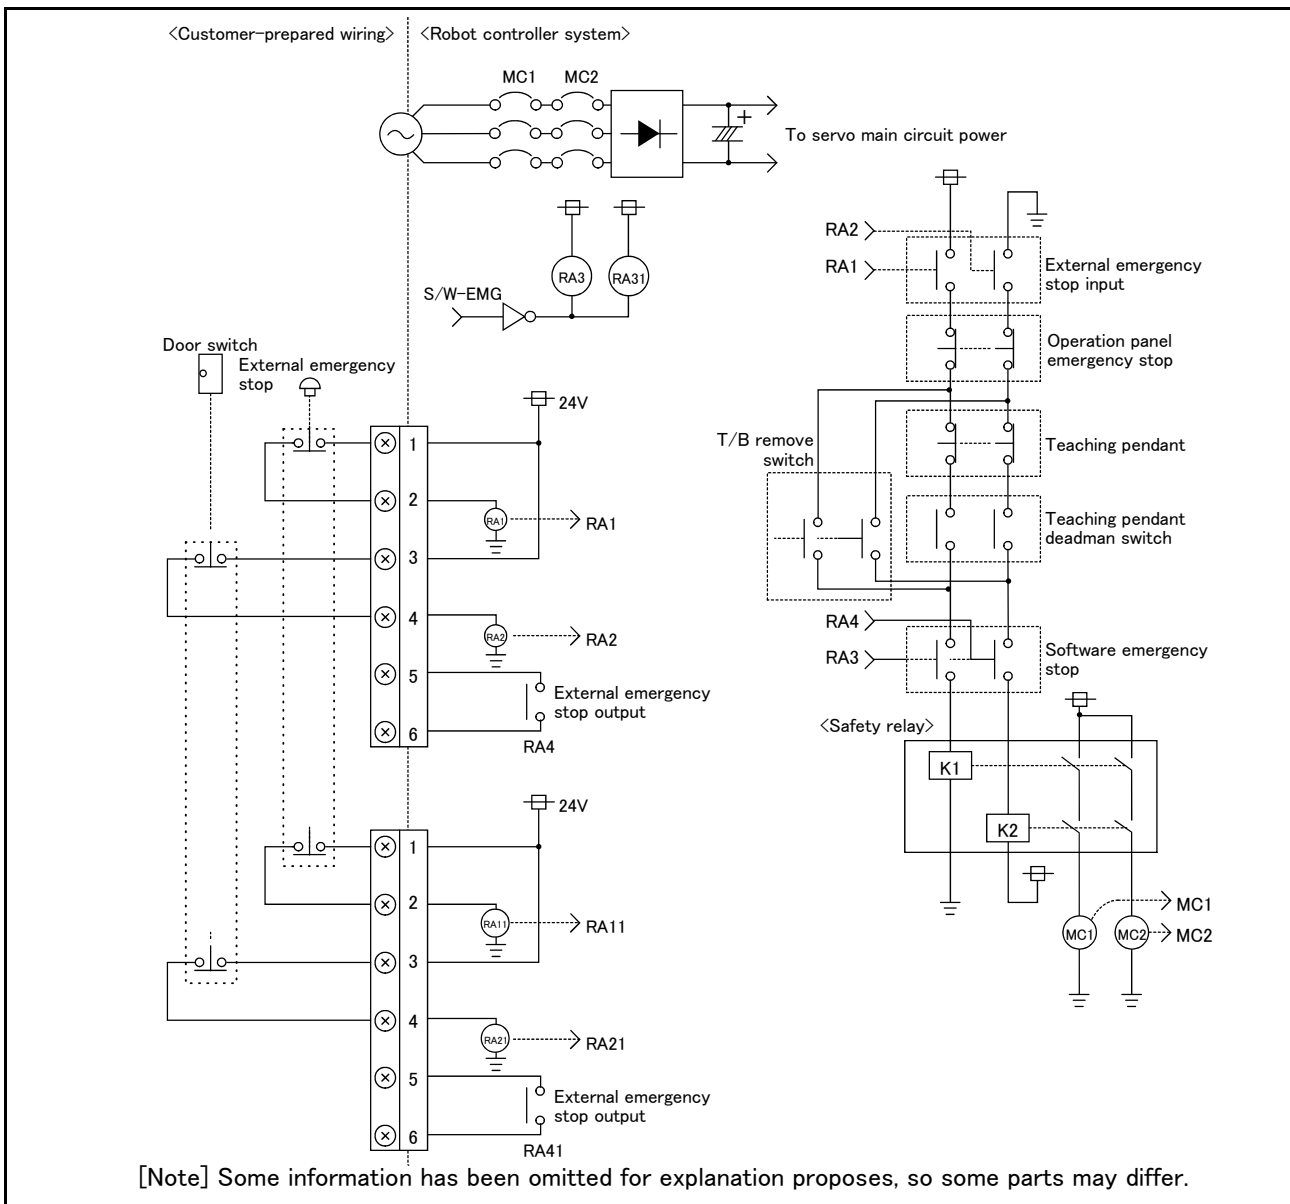 <Customer-prepared wiring>
<Robot controller system>
MC1 MC2
+
To servo main circuit power
RA3
RA31
S/W-EMG
Door switch
External emergency
stop
24V
1
2
RA1
RA1
3
4
RA2
RA2
5
External emergency
stop output
6
RA4
24V
1
2
RA11
RA11
3
4
RA21
RA21
5
External emergency
stop output
6
RA41
RA2
RA1
External emergency
stop input
Operation panel
emergency stop
T/B remove
switch
Teaching pendant
Teaching pendant
deadman switch
RA4
RA3
Software emergency
stop
<Safety relay>
K1
K2
MC1
MC2
MC1
MC2
[Note] Some information has been omitted for explanation proposes, so some parts may differ.